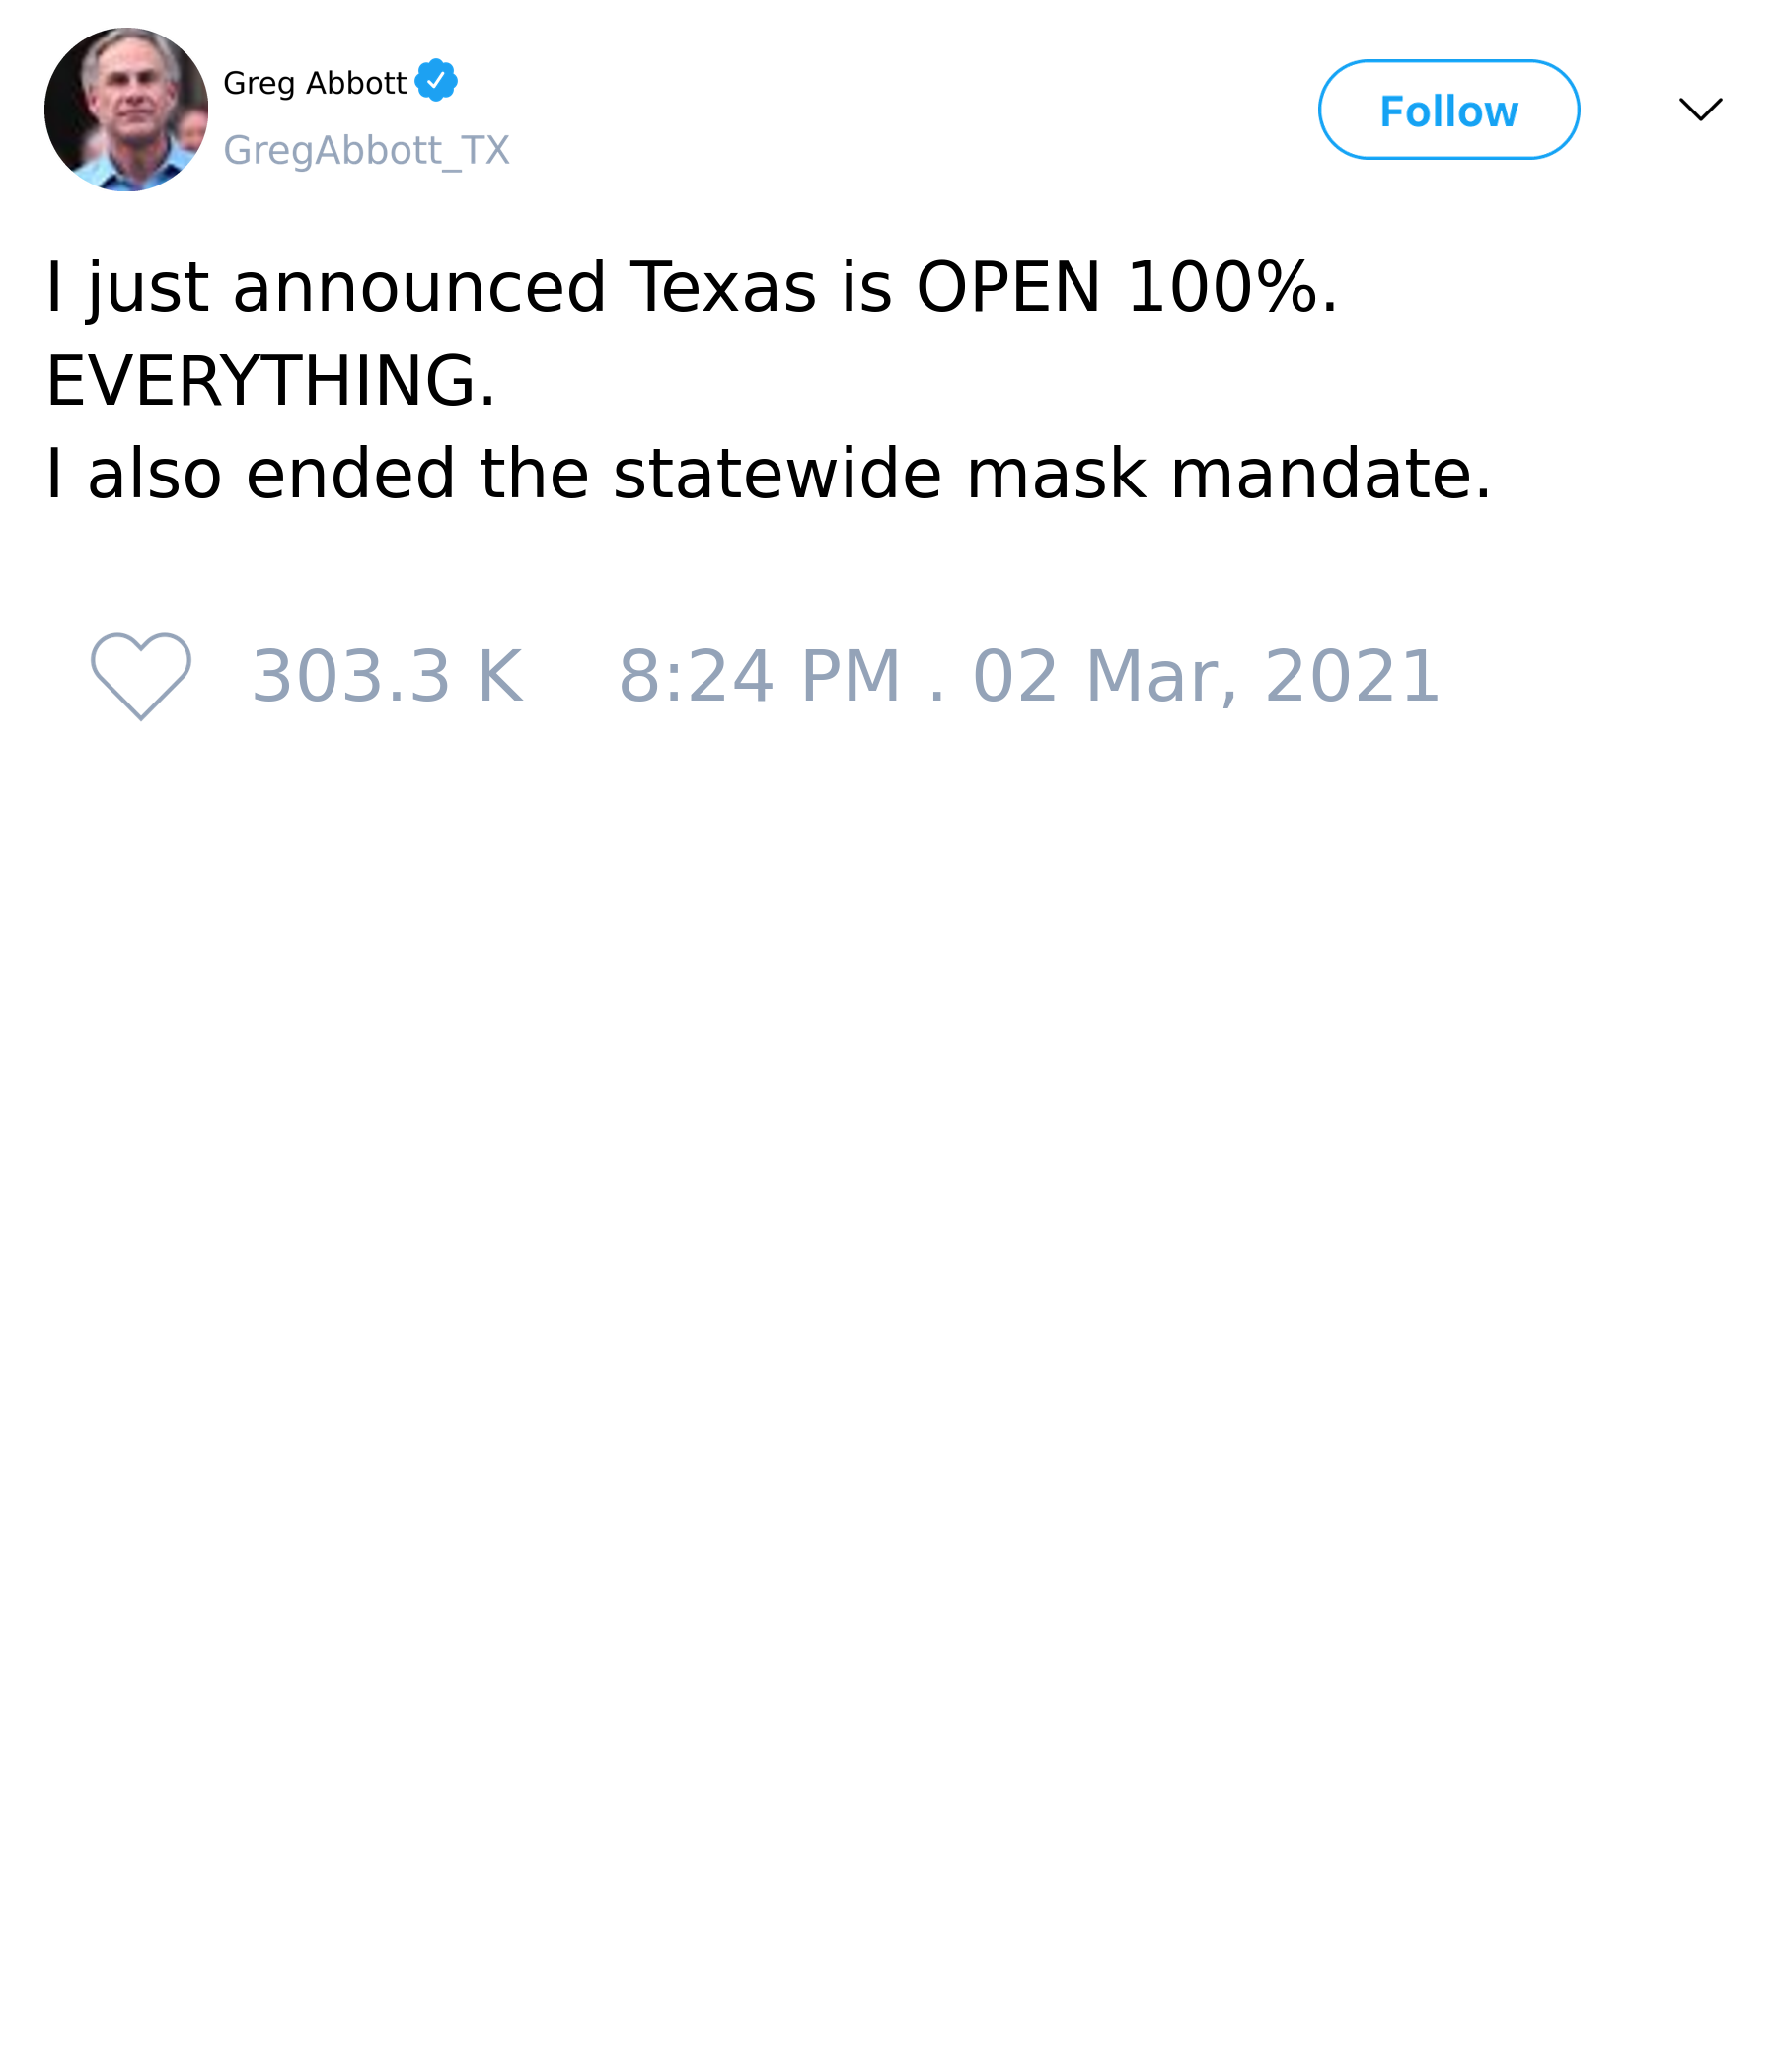 Greg Abbott
GregAbbott_TX
Follow
I just announced Texas is OPEN 100%.
EVERYTHING.
I also ended the statewide mask mandate.
303.3 K 8:24 PM . 02 Mar, 2021